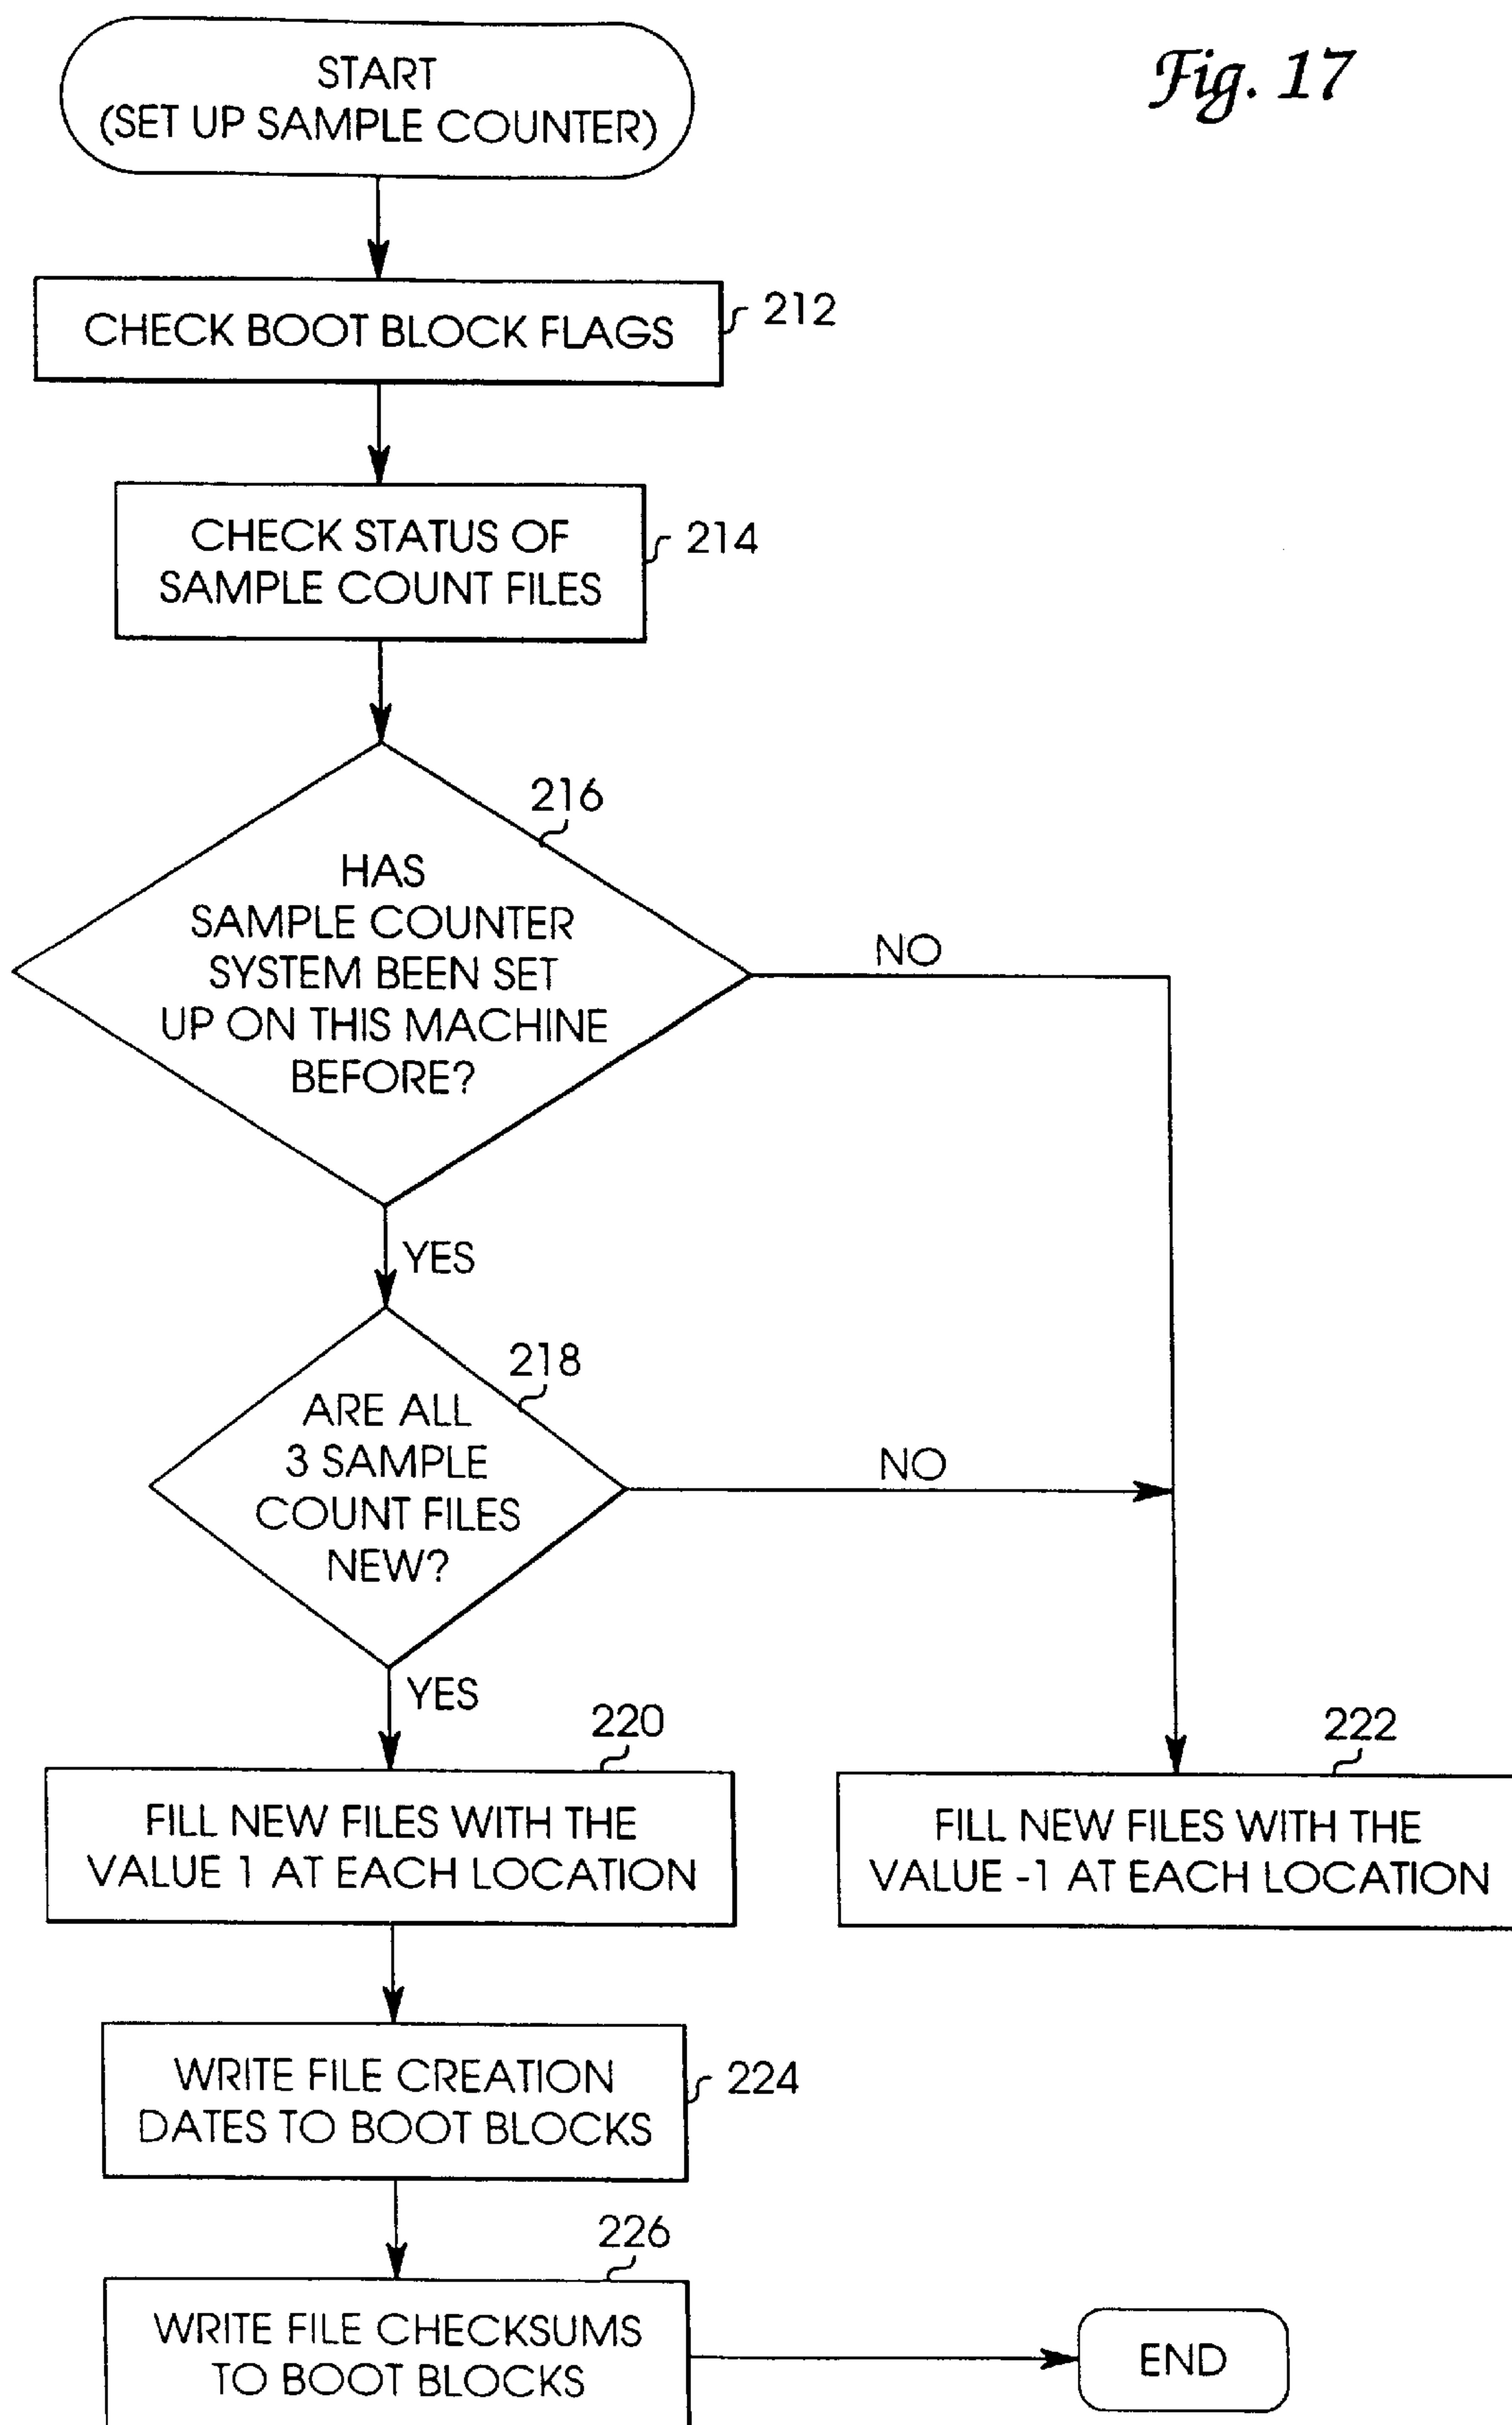 Fig. 17
START
(SET UP SAMPLE COUNTER)
CHECK BOOT BLOCK FLAGS
212
CHECK STATUS OF
SAMPLE COUNT FILES
214
216
HAS
SAMPLE COUNTER
SYSTEM BEEN SET
UP ON THIS MACHINE
BEFORE?
NO
YES
218
ARE ALL
3 SAMPLE
COUNT FILES
NEW?
NO
YES
220
FILL NEW FILES WITH THE
VALUE 1 AT EACH LOCATION
222
FILL NEW FILES WITH THE
VALUE -1 AT EACH LOCATION
WRITE FILE CREATION
DATES TO BOOT BLOCKS
224
226
WRITE FILE CHECKSUMS
TO BOOT BLOCKS
END